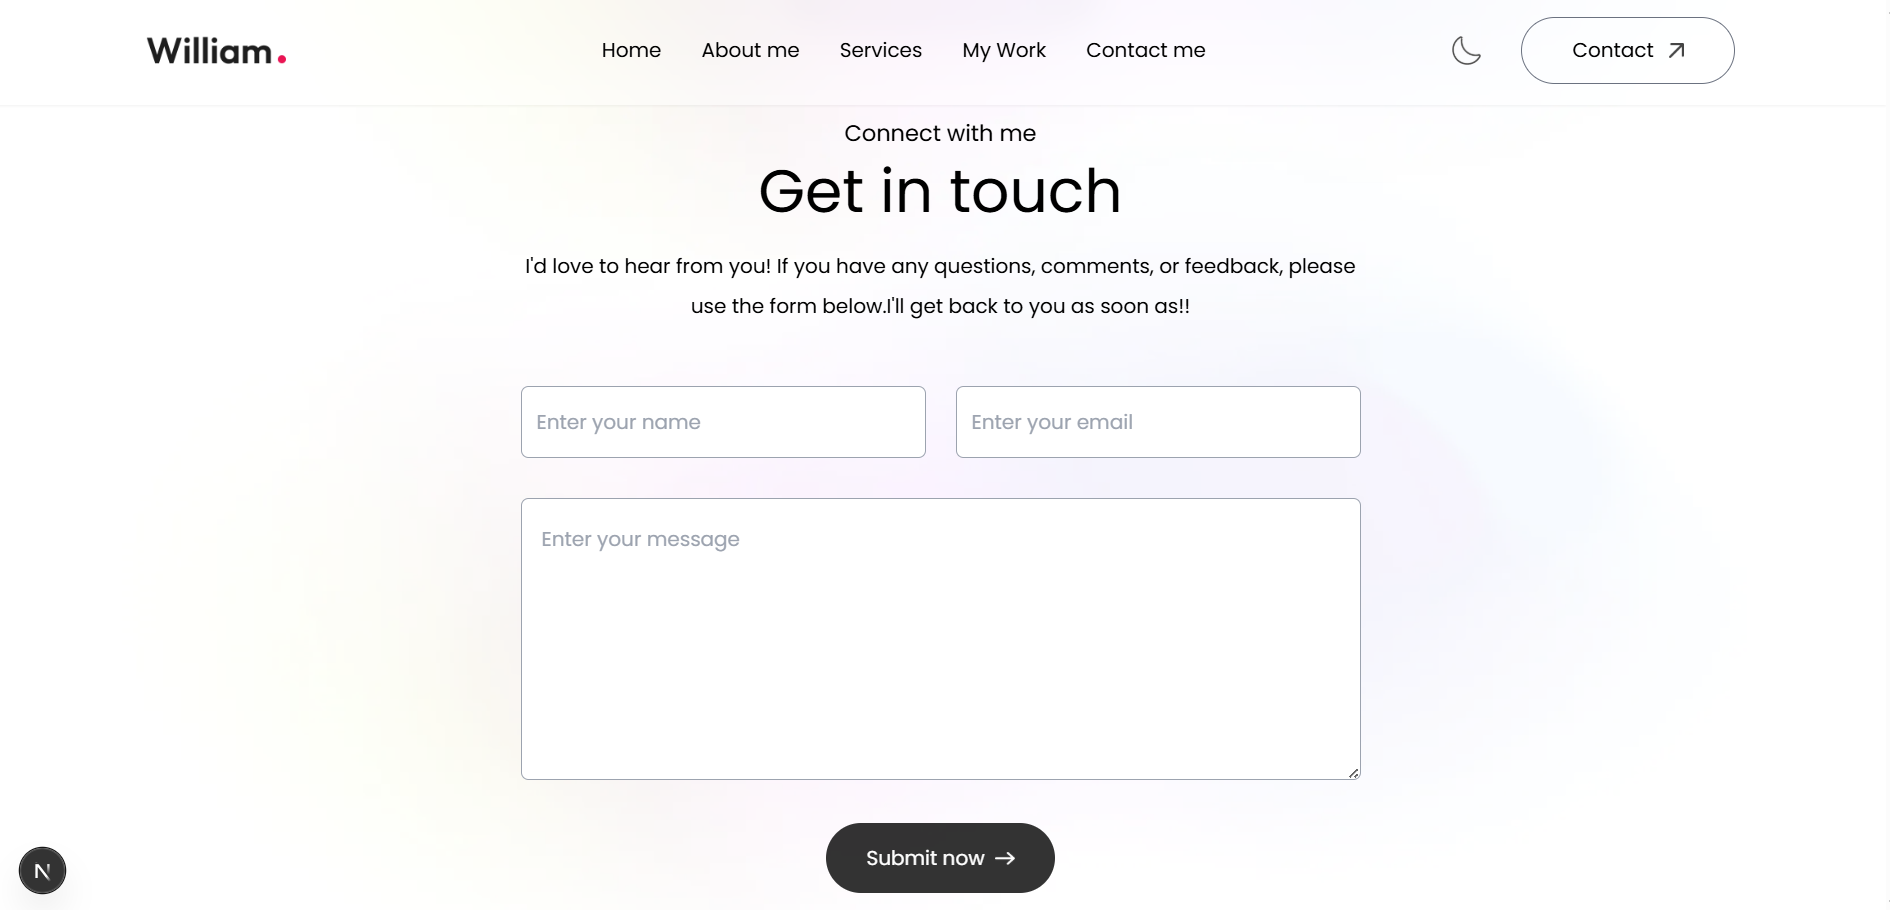 William.
Home
About me
Services
My Work
Contact me
Contact
Connect with me
Get in touch
I'd love to hear from you! If you have any questions, comments, or feedback, please
use the form below.I'll get back to you as soon as!!
Enter your name
Enter your email
Enter your message
Submit now
N